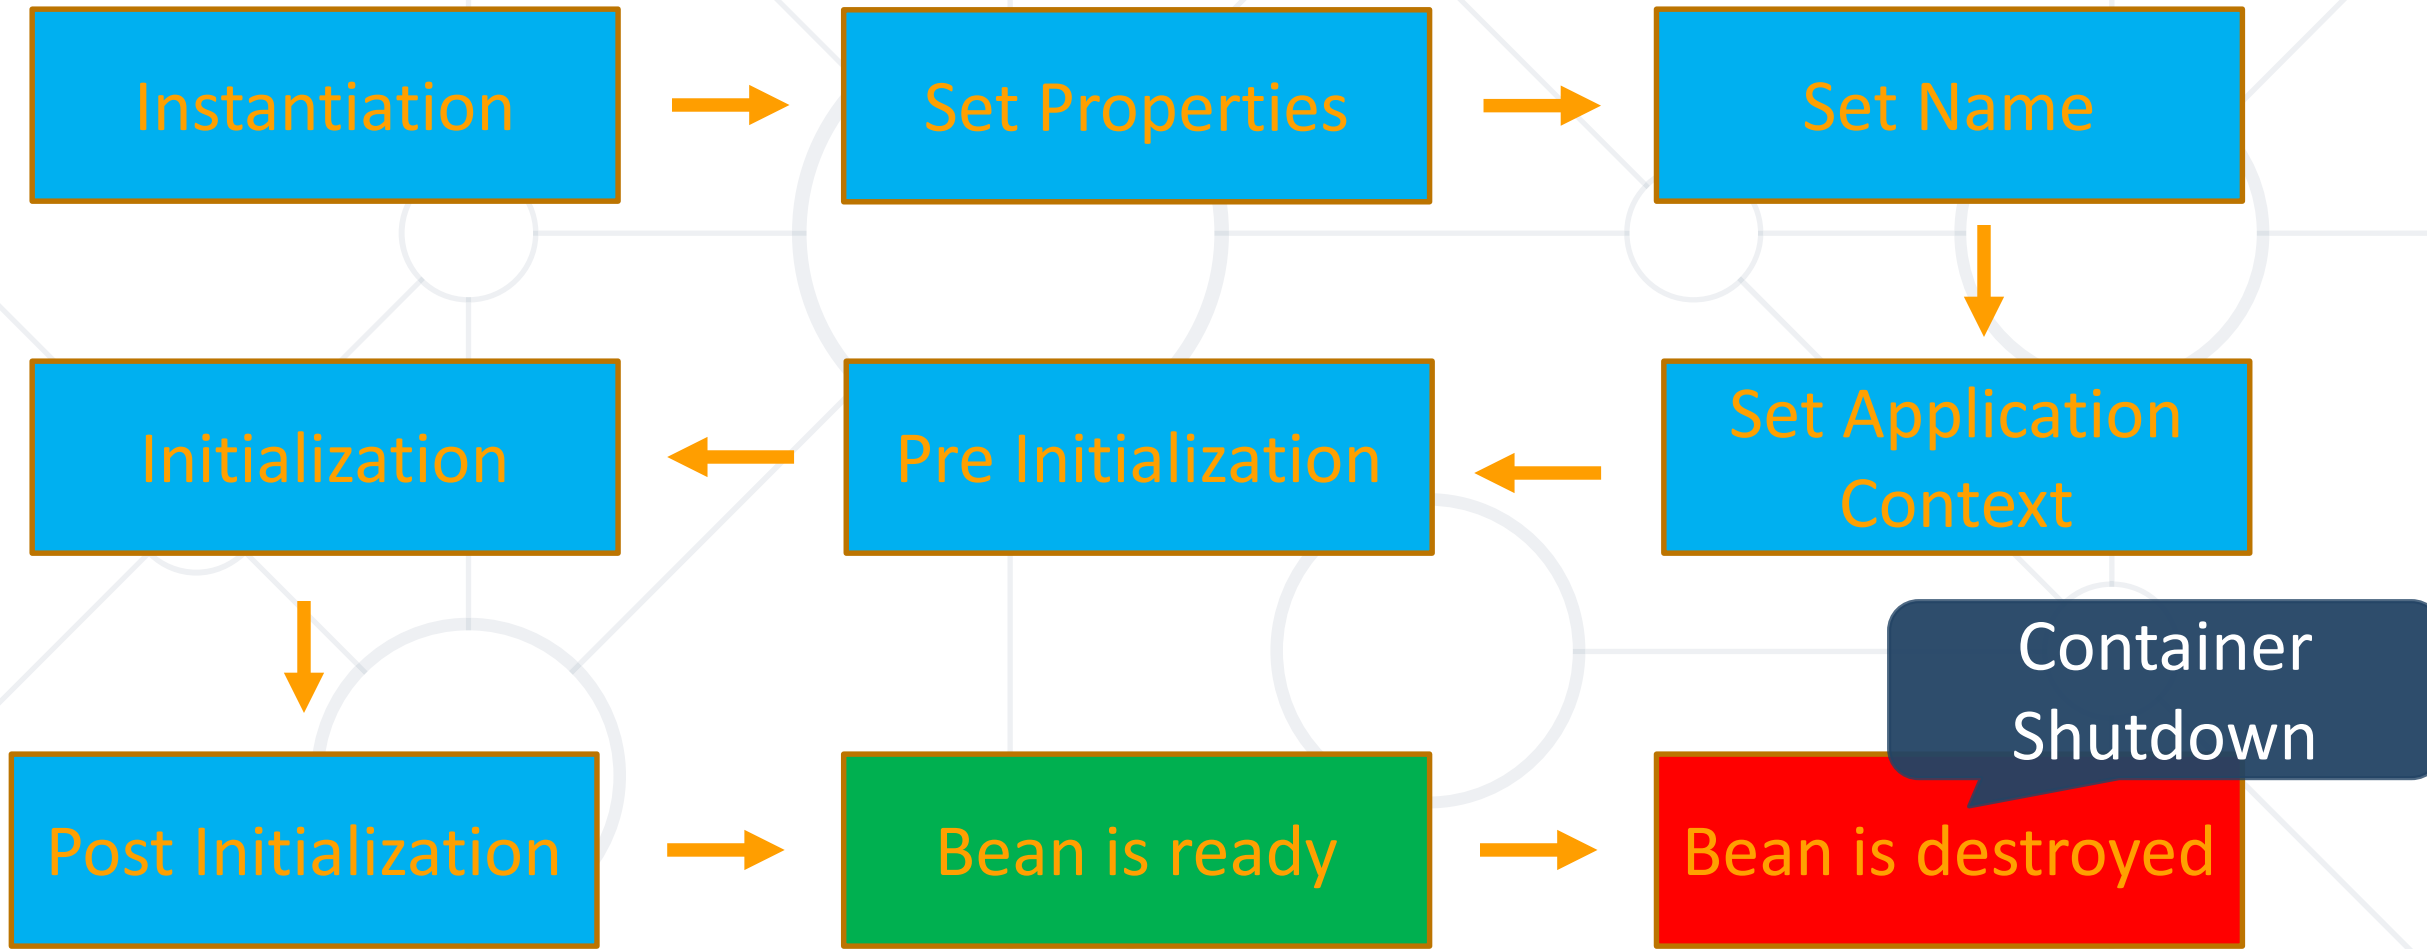 Instantiation
Set Properties
Set Name
Set Application
Context
Pre Initialization
Initialization
Post Initialization
Bean is ready
Container
Shutdown
Bean is destroyed